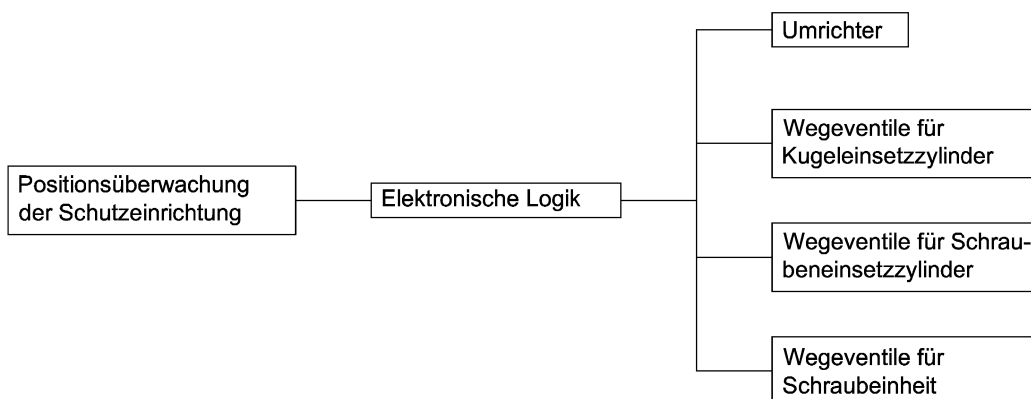 Umrichter
Wegeventile für
Kugeleinsetzzylinder
Positionsüberwachung
der Schutzeinrichtung
Elektronische Logik
Wegeventile für Schrau-
beneinsetzzylinder
Wegeventile für
Schraubeinheit